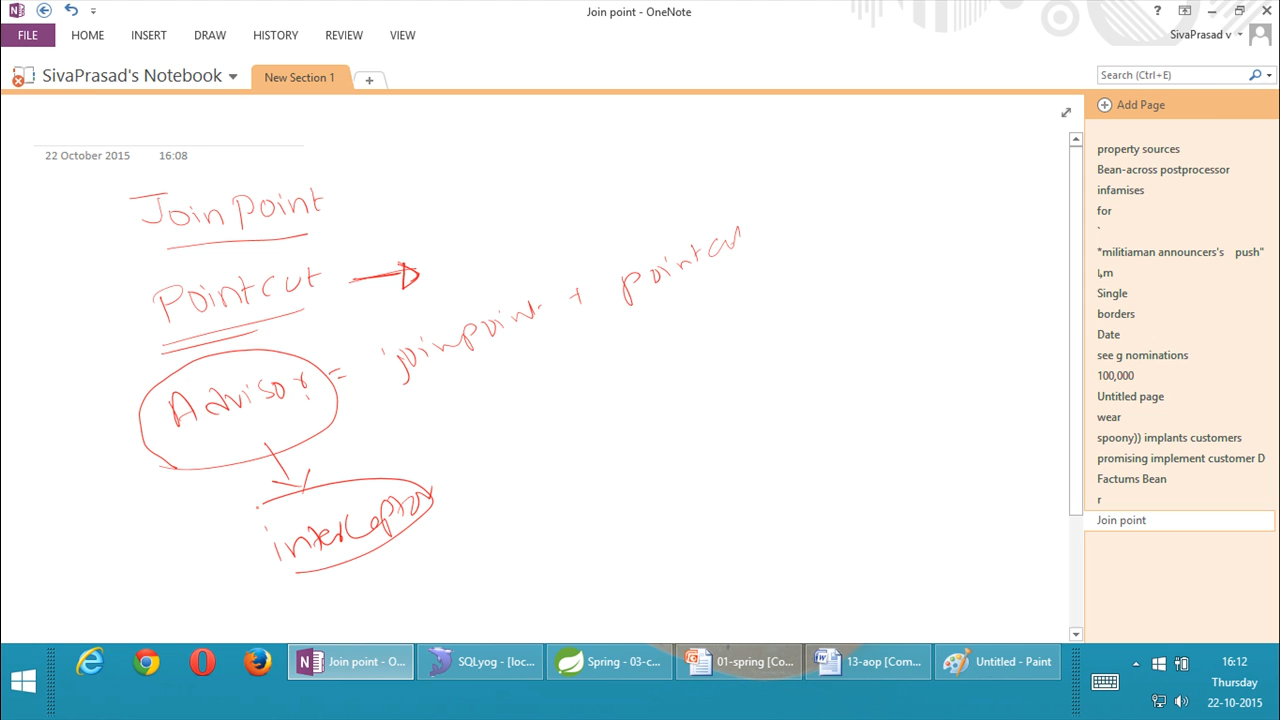 Join point - OneNote
SivaPrasad v
FILE HOME INSERT DRAW HISTORY REVIEW VIEW
SivaPrasad's Notebook
New Section 1
Search (Ctrl+E)
Add Page
22 October 2015 16:08
Join Point
Pointcut
Advisor = joinpoint + pointcut
interceptor
property sources
Bean-across postprocessor
infamises
for
`
*militiaman announcers's push"
l,m
Single
borders
Date
see g nominations
100,000
Untitled page
wear
spoony)) implants customers
promising implement customer D
Factums Bean
r
Join point
Join point - O...
SQLyog - [loc...
Spring - 03-c...
01-spring [Co...
13-aop [Com...
Untitled - Paint
16:12
Thursday
22-10-2015